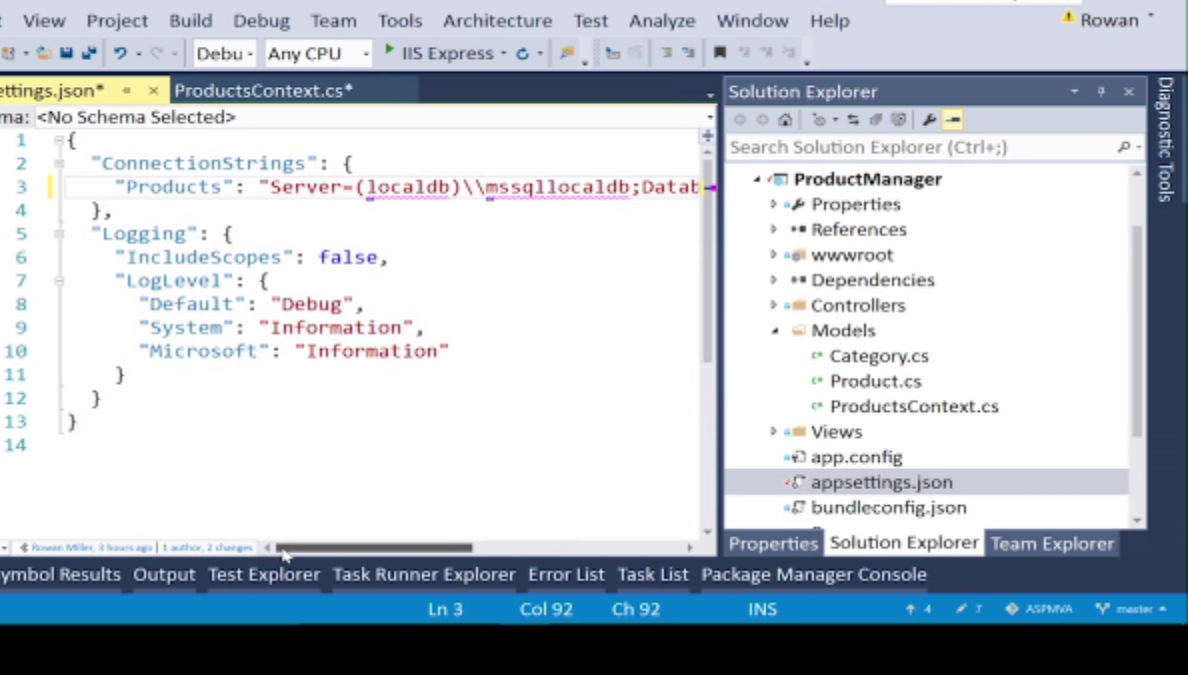 View Project Build Debug Team Tools Architecture Test Analyze Window Help Rowan
Debu Any CPU IIS Express
ettings.json* ProductsContext.cs*
ma: <No Schema Selected>
1 {
2 "ConnectionStrings": {
3 "Products": "Server=(localdb)\\mssqllocaldb;Datab
4 },
5 "Logging": {
6 "IncludeScopes": false,
7 "LogLevel": {
8 "Default": "Debug",
9 "System": "Information",
10 "Microsoft": "Information"
11 }
12 }
13 }
14
Rowan Miller, 3 hours ago | 1 author, 2 changes
Solution Explorer
Search Solution Explorer (Ctrl+;)
ProductManager
Properties
References
wwwroot
Dependencies
Controllers
Models
Category.cs
Product.cs
ProductsContext.cs
Views
app.config
appsettings.json
bundleconfig.json
Properties Solution Explorer Team Explorer
Diagnostic Tools
ymbol Results Output Test Explorer Task Runner Explorer Error List Task List Package Manager Console
Ln 3 Col 92 Ch 92 INS 4 7 ASPMVA master